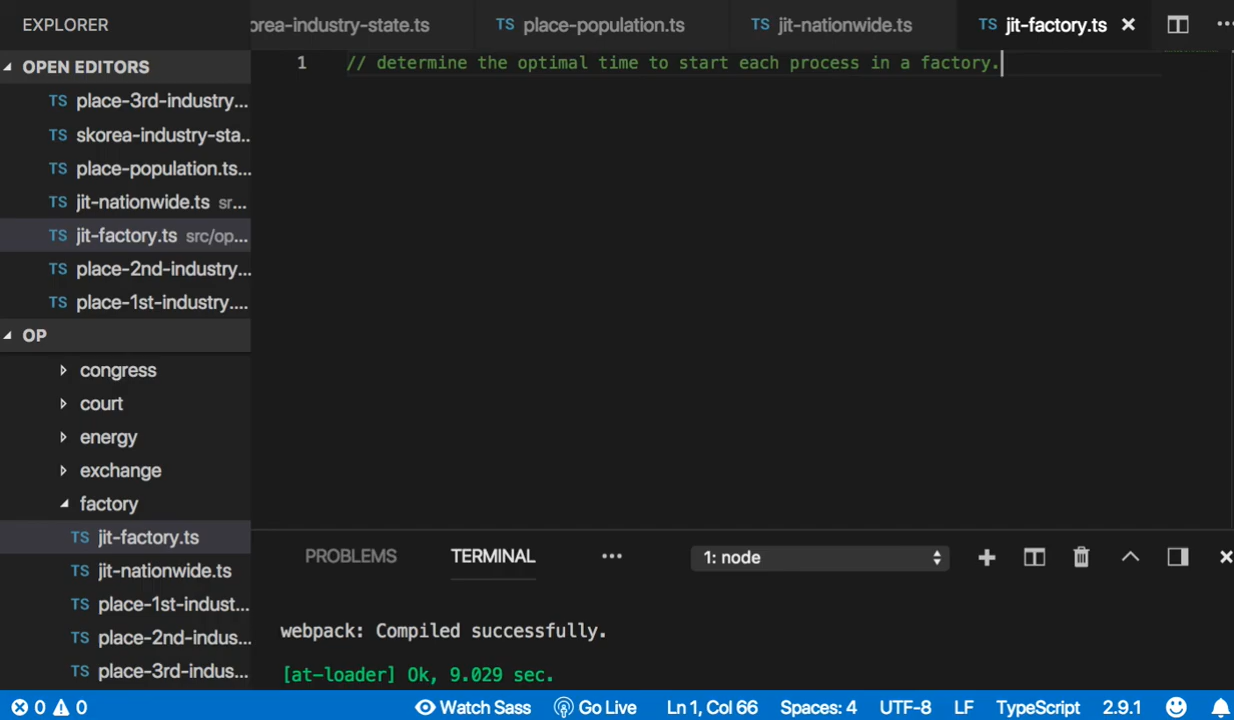 EXPLORER
orea-industry-state.ts
TS place-population.ts
TS jit-nationwide.ts
TS jit-factory.ts ×
OPEN EDITORS
TS place-3rd-industry...
TS skorea-industry-sta..
TS place-population.ts...
TS jit-nationwide.ts sr...
TS jit-factory.ts src/op...
TS place-2nd-industry...
TS place-1st-industry....
OP
congress
court
energy
exchange
factory
TS jit-factory.ts
TS jit-nationwide.ts
TS place-1st-indust...
TS place-2nd-indus...
TS place-3rd-indus...
1 // determine the optimal time to start each process in a factory.
PROBLEMS TERMINAL ... 1: node
webpack: Compiled successfully.
[at-loader] Ok, 9.029 sec.
0 0 Watch Sass Go Live Ln 1, Col 66 Spaces: 4 UTF-8 LF TypeScript 2.9.1